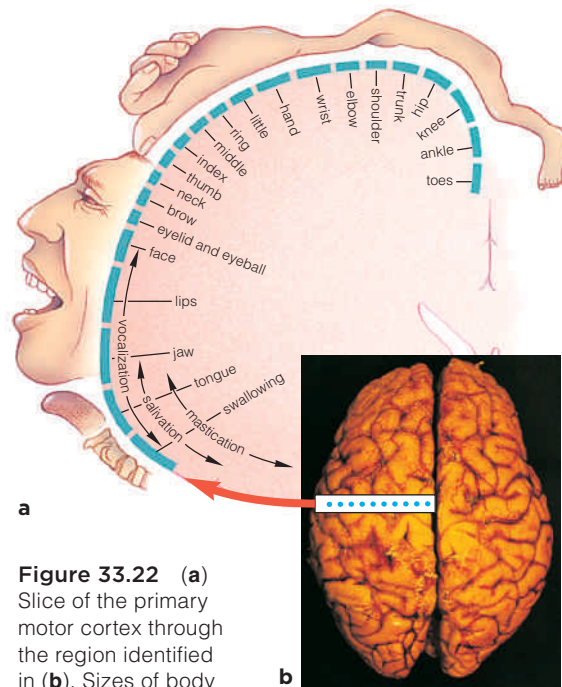 toes
ankle
knee
hip
trunk
shoulder
elbow
wrist
hand
little
ring
middle
index
thumb
neck
brow
eyelid and eyeball
face
lips
vocalization
jaw
tongue
swallowing
salivation
mastication
a
b
Figure 33.22 (a)
Slice of the primary
motor cortex through
the region identified
in (b). Sizes of body